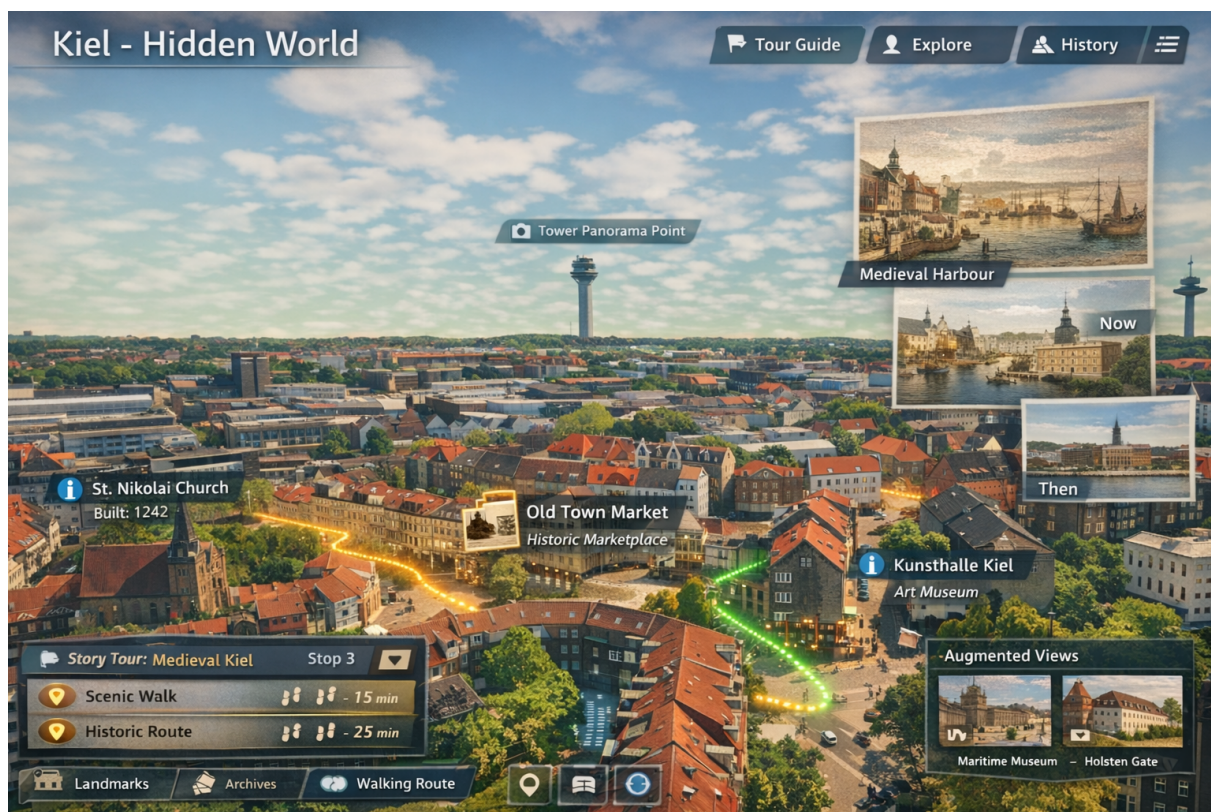 Kiel - Hidden World
Tour Guide
Explore
History
Tower Panorama Point
Medieval Harbour
Now
Then
St. Nikolai Church
Built: 1242
Old Town Market
Historic Marketplace
Kunsthalle Kiel
Art Museum
Story Tour: Medieval Kiel Stop 3
Scenic Walk - 15 min
Historic Route - 25 min
Augmented Views
Maritime Museum – Holsten Gate
Landmarks
Archives
Walking Route